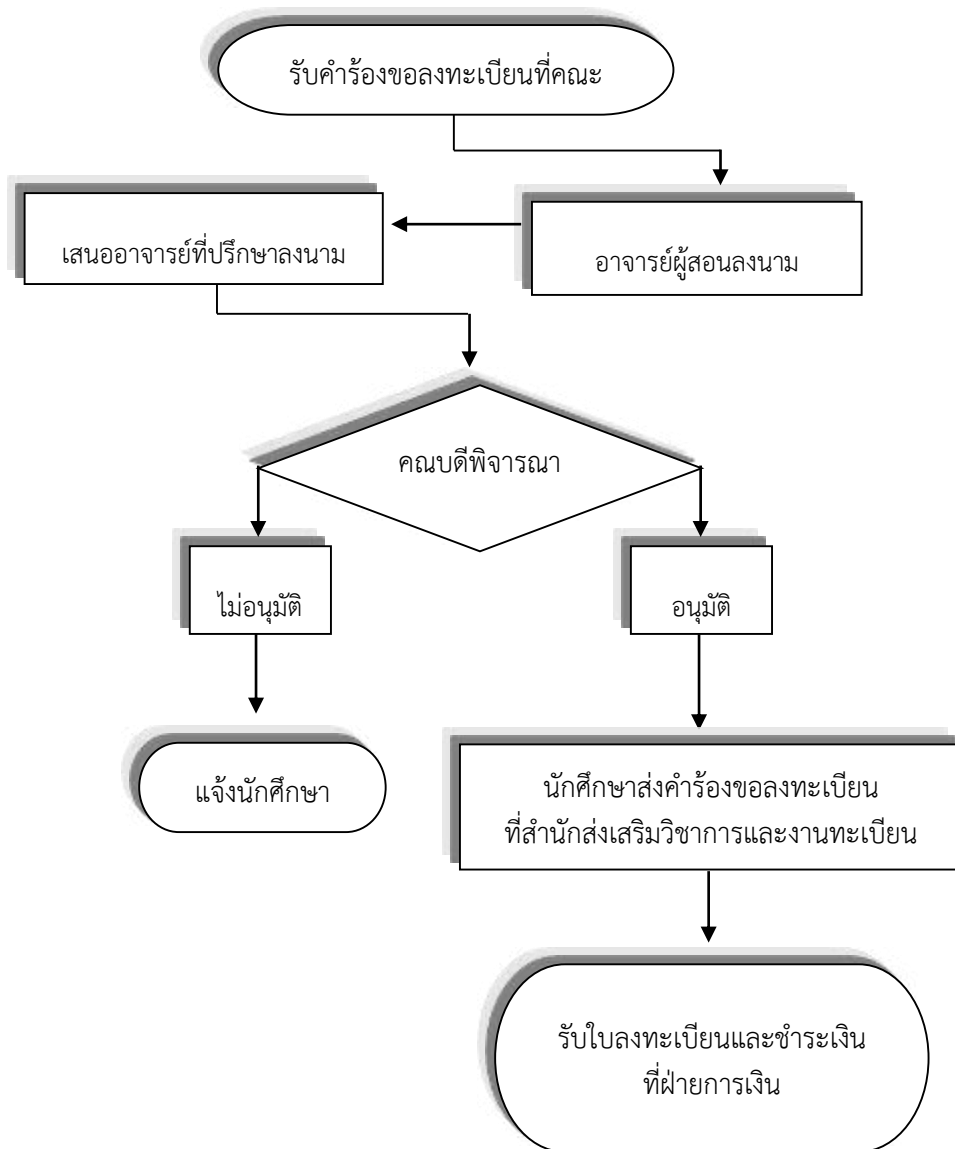 รับคำร้องขอลงทะเบียนที่คณะ
อาจารย์ผู้สอนลงนาม
เสนออาจารย์ที่ปรึกษาลงนาม
คณบดีพิจารณา
ไม่อนุมัติ
อนุมัติ
แจ้งนักศึกษา
นักศึกษาส่งคำร้องขอลงทะเบียน
ที่สำนักส่งเสริมวิชาการและงานทะเบียน
รับใบลงทะเบียนและชำระเงิน
ที่ฝ่ายการเงิน